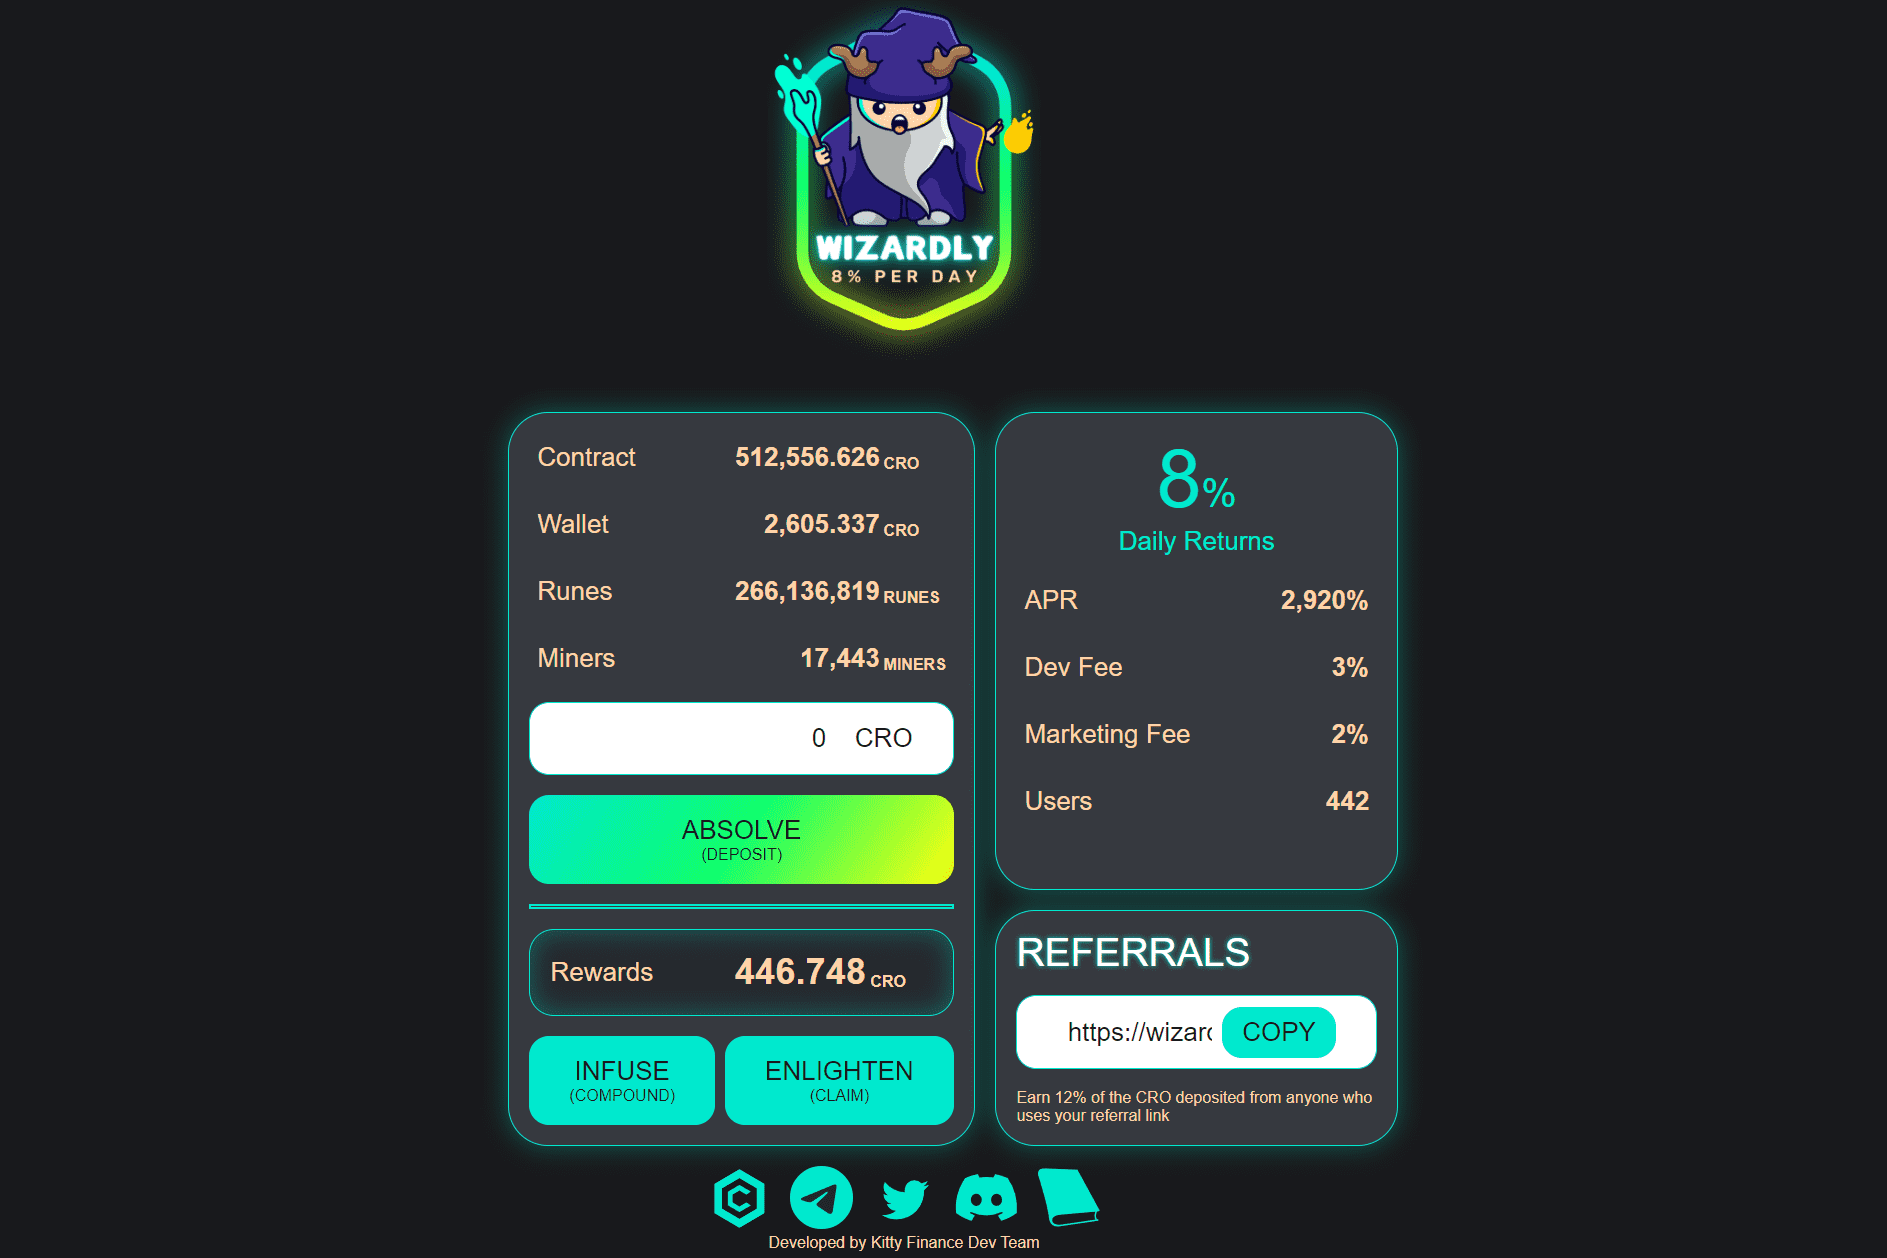 WIZARDLY
8% PER DAY
Contract 512,556.626 CRO
Wallet 2,605.337 CRO
Runes 266,136,819 RUNES
Miners 17,443 MINERS
0 CRO
ABSOLVE
(DEPOSIT)
Rewards 446.748 CRO
INFUSE
(COMPOUND)
ENLIGHTEN
(CLAIM)
8%
Daily Returns
APR 2,920%
Dev Fee 3%
Marketing Fee 2%
Users 442
REFERRALS
https://wizarc COPY
Earn 12% of the CRO deposited from anyone who
uses your referral link
Developed by Kitty Finance Dev Team